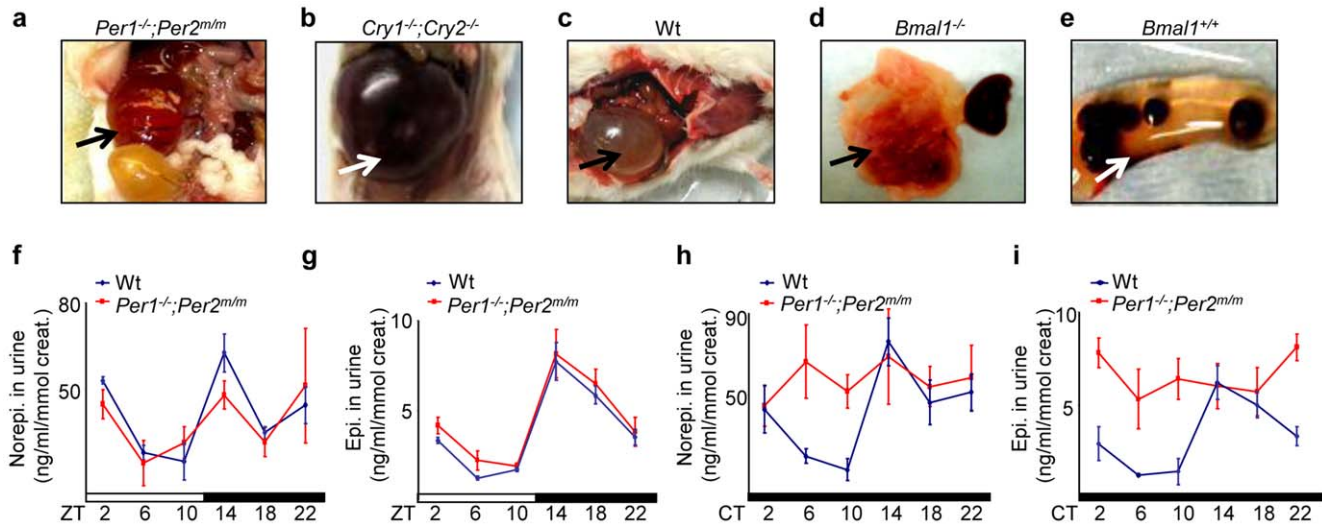 a
Per1-/-;Per2m/m
b
Cry1-/-;Cry2-/-
c
Wt
d
Bmal1-/-
e
Bmal1+/+
f
Wt
Per1-/-;Per2m/m
80
50
Norepi. in urine
(ng/ml/mmol creat.)
ZT 2 6 10 14 18 22
g
Wt
Per1-/-;Per2m/m
10
5
Epi. in urine
(ng/ml/mmol creat.)
ZT 2 6 10 14 18 22
h
Wt
Per1-/-;Per2m/m
90
50
Norepi. in urine
(ng/ml/mmol creat.)
CT 2 6 10 14 18 22
i
Wt
Per1-/-;Per2m/m
10
5
Epi. in urine
(ng/ml/mmol creat.)
CT 2 6 10 14 18 22